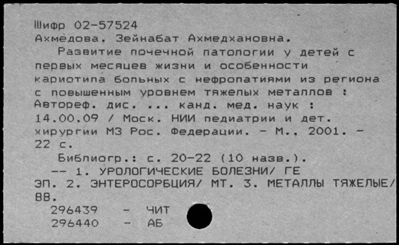 Шифр 02-57524
Ахмедова, Зейнабат Ахмедхановна.
Развитие почечной патологии у детей с
первых месяцев жизни и особенности
кариотипа больных с нефропатиями из региона
с повышенным уровнем тяжелых металлов :
Автореф. дис. ... канд. мед. наук :
14.00.09 / Моск. НИИ педиатрии и дет.
хирургии МЗ Рос. Федерации. - М., 2001. -
22 с.
Библиогр.: с. 20-22 (10 назв.).
-- 1. УРОЛОГИЧЕСКИЕ БОЛЕЗНИ/ ГЕ
ЭП. 2. ЭНТЕРОСОРБЦИЯ/ МТ. 3. МЕТАЛЛЫ ТЯЖЕЛЫЕ/
ВВ.
296439 - ЧИТ
296440 - АБ